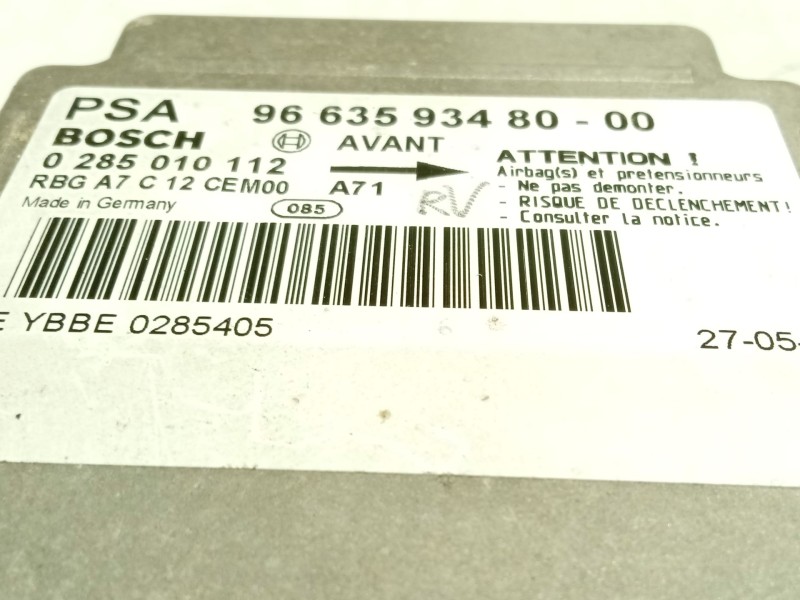 PSA 96 635 934 80 - 00
BOSCH AVANT
0 285 010 112
RBG A7 C 12 CEM00 A71
Made in Germany 085
RV
ATTENTION !
Airbag(s) et pretensionneurs
- Ne pas demonter.
- RISQUE DE DECLENCHEMENT!
- Consulter la notice.
E YBBE 0285405
27-05-